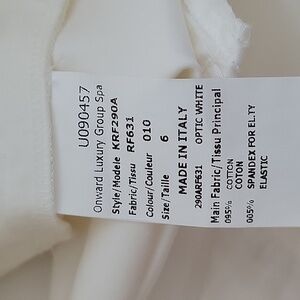 U090457
Onward Luxury Group Spa
Style/Modele KRF290A
Fabric/Tissu RF631
Colour/Couleur 010
Size/Taille 6
MADE IN ITALY
290ARF631 OPTIC WHITE
Main Fabric/Tissu Principal
095% COTTON
COTON
005% SPANDEX FOR EL.TY
ELASTIC